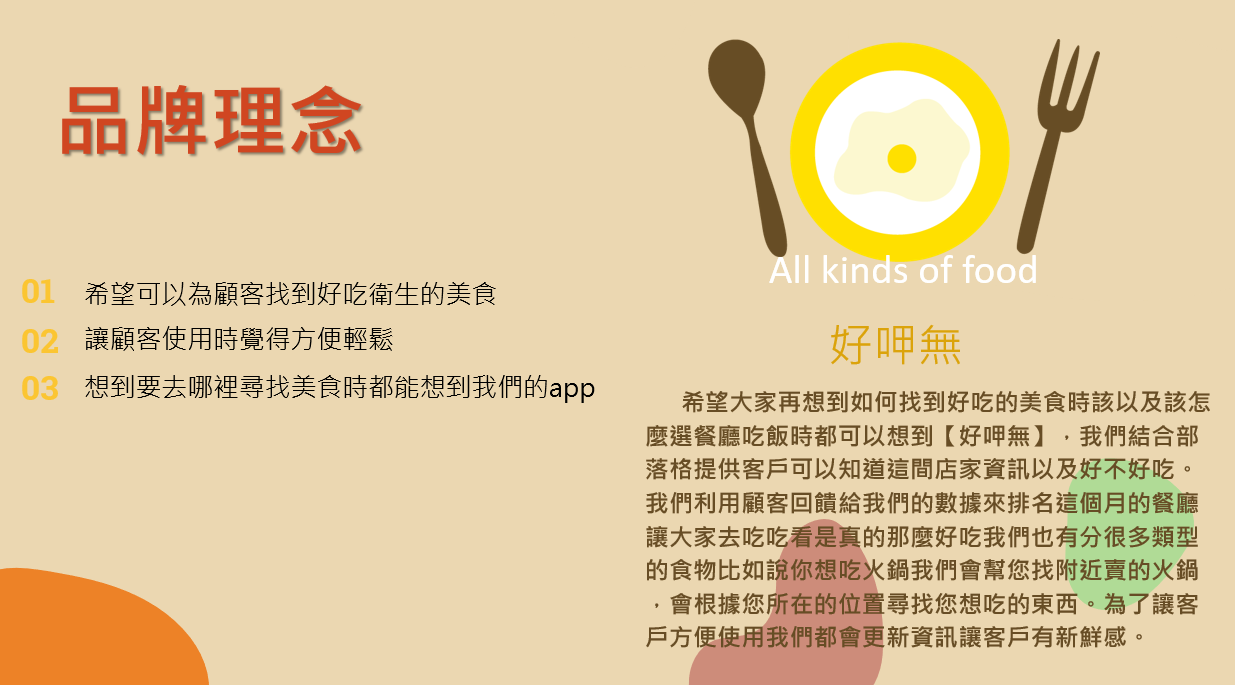 品牌理念
01 希望可以為顧客找到好吃衛生的美食
02 讓顧客使用時覺得方便輕鬆
03 想到要去哪裡尋找美食時都能想到我們的app
All kinds of food
好呷無
希望大家再想到如何找到好吃的美食時該以及該怎
麼選餐廳吃飯時都可以想到【好呷無】，我們結合部
落格提供客戶可以知道這間店家資訊以及好不好吃。
我們利用顧客回饋給我們的數據來排名這個月的餐廳
讓大家去吃吃看是真的那麼好吃我們也有分很多類型
的食物比如說你想吃火鍋我們會幫您找附近賣的火鍋
，會根據您所在的位置尋找您想吃的東西。為了讓客
戶方便使用我們都會更新資訊讓客戶有新鮮感。